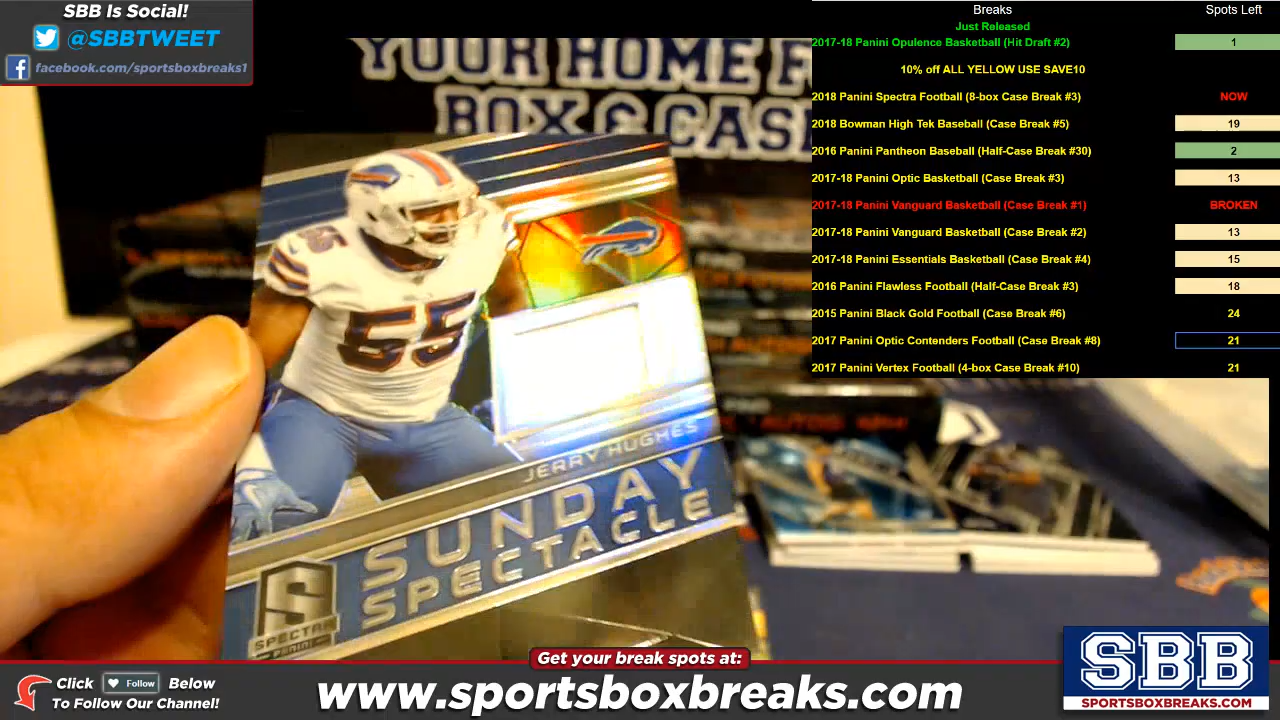 SBB Is Social!
@SBBTWEET
facebook.com/sportsboxbreaks1
YOUR HOME F
BOX & CASE
Breaks Spots Left
Just Released
2017-18 Panini Opulence Basketball (Hit Draft #2) 1
10% off ALL YELLOW USE SAVE10
2018 Panini Spectra Football (8-box Case Break #3) NOW
2018 Bowman High Tek Baseball (Case Break #5) 19
2016 Panini Pantheon Baseball (Half-Case Break #30) 2
2017-18 Panini Optic Basketball (Case Break #3) 13
2017-18 Panini Vanguard Basketball (Case Break #1) BROKEN
2017-18 Panini Vanguard Basketball (Case Break #2) 13
2017-18 Panini Essentials Basketball (Case Break #4) 15
2016 Panini Flawless Football (Half-Case Break #3) 18
2015 Panini Black Gold Football (Case Break #6) 24
2017 Panini Optic Contenders Football (Case Break #8) 21
2017 Panini Vertex Football (4-box Case Break #10) 21
55
55
JERRY HUGHES
SUNDAY
SPECTACLE
S
SPECTRA
PANINI
Get your break spots at:
Click Follow Below
To Follow Our Channel!
www.sportsboxbreaks.com
SBB
SPORTSBOXBREAKS.COM